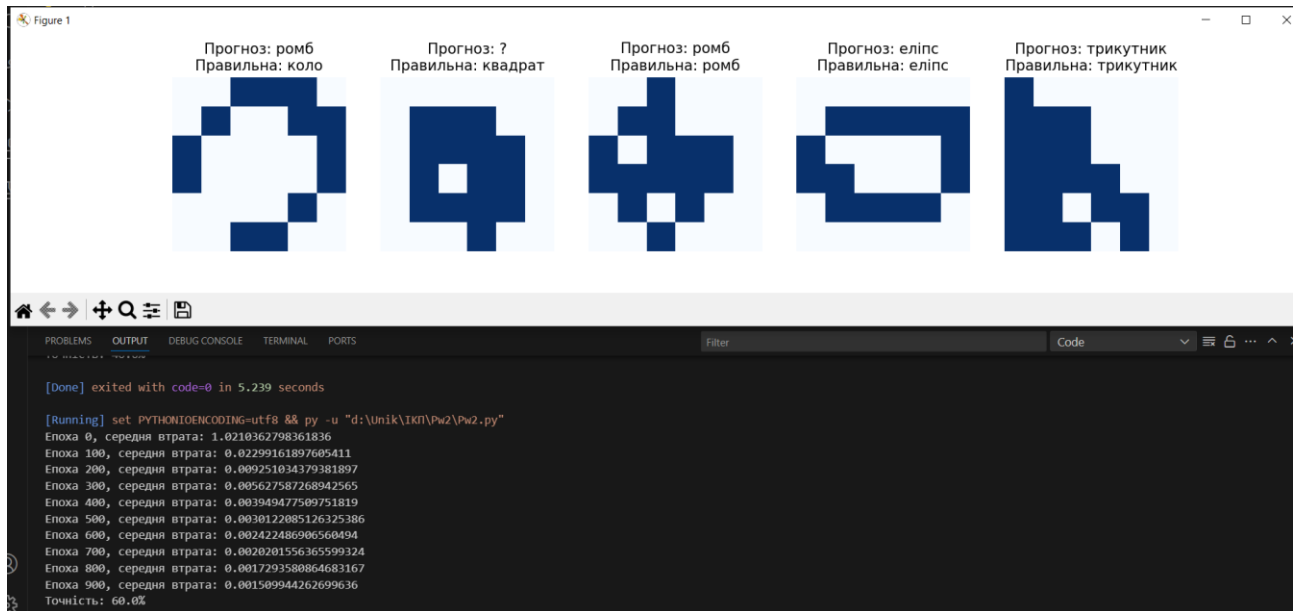 Figure 1
Прогноз: ромб
Правильна: коло
Прогноз: ?
Правильна: квадрат
Прогноз: ромб
Правильна: ромб
Прогноз: еліпс
Правильна: еліпс
Прогноз: трикутник
Правильна: трикутник
PROBLEMS OUTPUT DEBUG CONSOLE TERMINAL PORTS Filter Code
[Done] exited with code=0 in 5.239 seconds
[Running] set PYTHONIOENCODING=utf8 && py -u "d:\Unik\ІКП\Pw2\Pw2.py"
Епоха 0, середня втрата: 1.0210362798361836
Епоха 100, середня втрата: 0.02299161897605411
Епоха 200, середня втрата: 0.009251034379381897
Епоха 300, середня втрата: 0.005627587268942565
Епоха 400, середня втрата: 0.003949477509751819
Епоха 500, середня втрата: 0.0030122085126325386
Епоха 600, середня втрата: 0.002422486906560494
Епоха 700, середня втрата: 0.0020201556365599324
Епоха 800, середня втрата: 0.0017293580864683167
Епоха 900, середня втрата: 0.001509944262699636
Точність: 60.0%